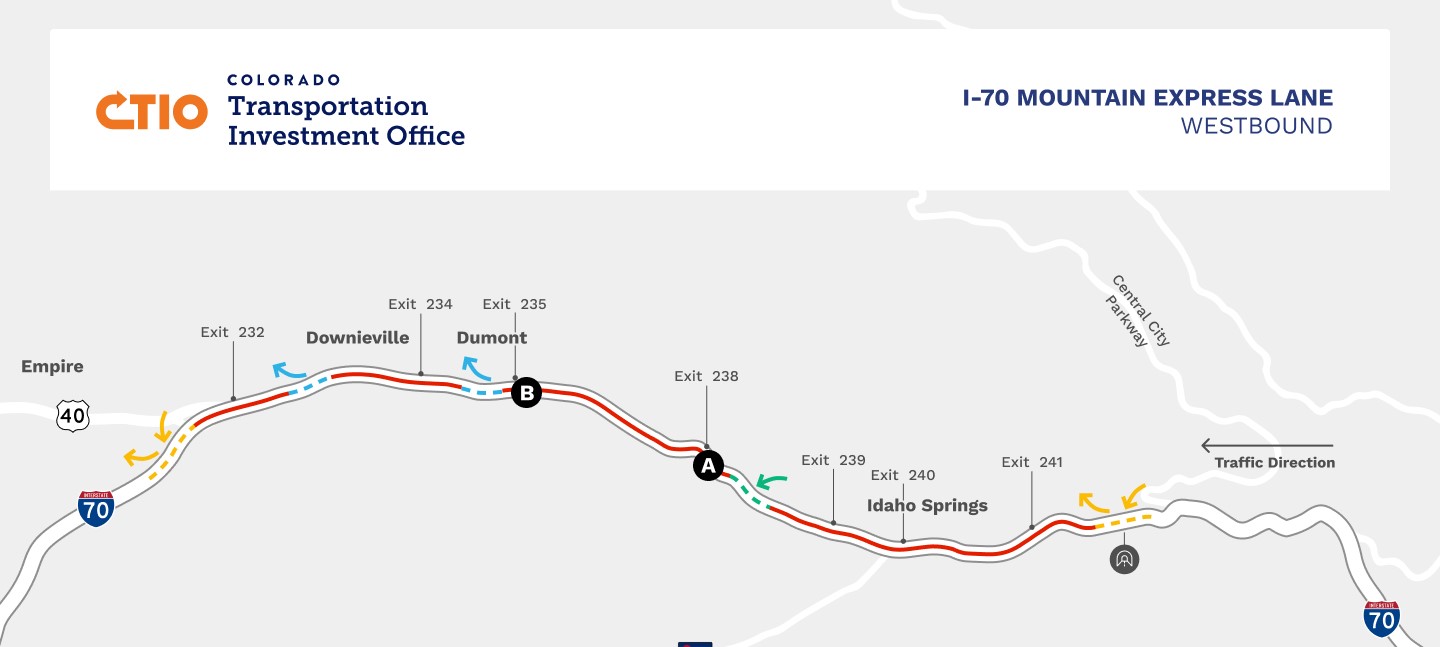 CTIO
COLORADO
Transportation
Investment Office
I-70 MOUNTAIN EXPRESS LANE
WESTBOUND
Central City
Parkway
Exit 234
Exit 235
Exit 232
Downieville
Dumont
Empire
Exit 238
B
40
Traffic Direction
Exit 239
Exit 241
A
Exit 240
Idaho Springs
INTERSTATE
70
INTERSTATE
70